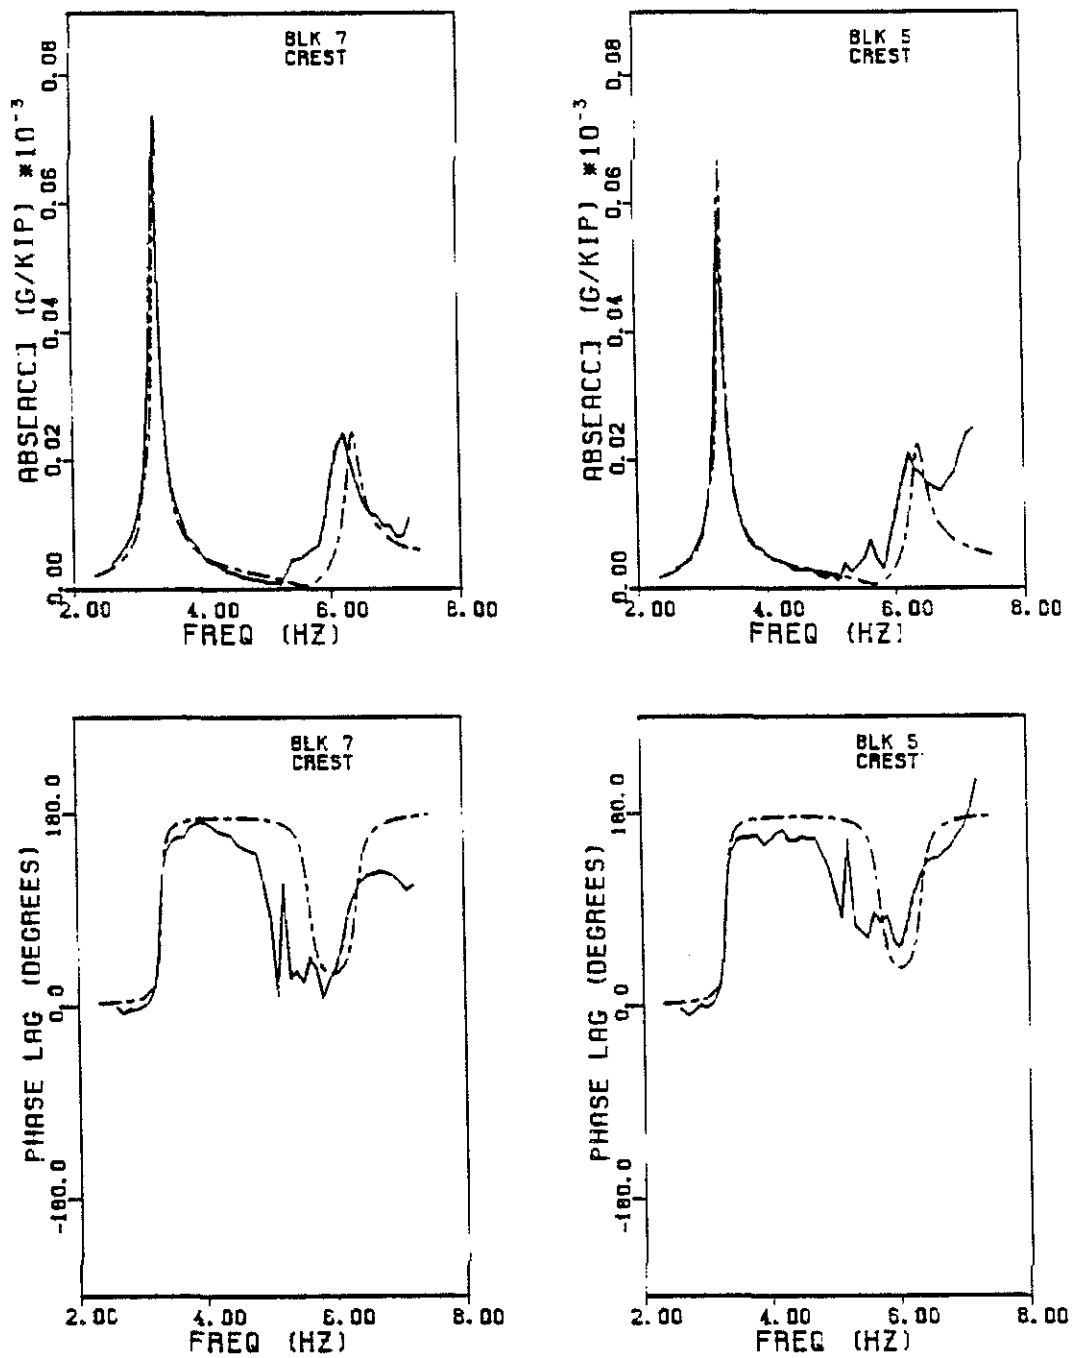 BLK 7
CREST
ABS[ACC] (G/KIP) *10-3
0.08
0.06
0.04
0.02
0.00
2.00 4.00 6.00 8.00
FREQ (HZ)
BLK 5
CREST
ABS[ACC] (G/KIP) *10-3
0.08
0.06
0.04
0.02
0.00
2.00 4.00 6.00 8.00
FREQ (HZ)
BLK 7
CREST
PHASE LAG (DEGREES)
180.0
0.0
-180.0
2.00 4.00 6.00 8.00
FREQ (HZ)
BLK 5
CREST
PHASE LAG (DEGREES)
180.0
0.0
-180.0
2.00 4.00 6.00 8.00
FREQ (HZ)